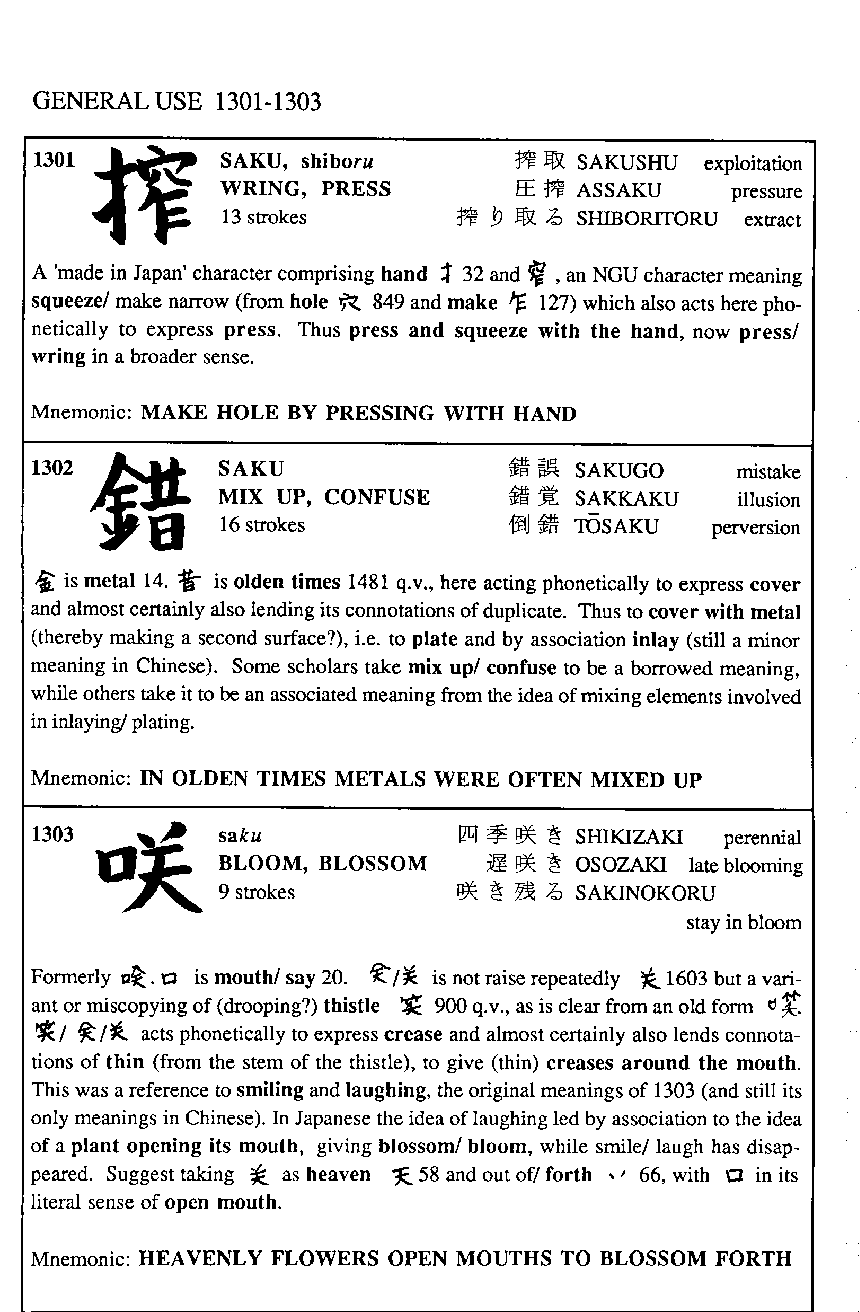 GENERAL USE 1301-1303
1301 搾 SAKU, shiboru 搾取 SAKUSHU exploitation
WRING, PRESS 圧搾 ASSAKU pressure
13 strokes 搾り取る SHIBORITORU extract
A 'made in Japan' character comprising hand 扌 32 and 窄 , an NGU character meaning
squeeze/ make narrow (from hole 穴 849 and make 乍 127) which also acts here pho-
netically to express press. Thus press and squeeze with the hand, now press/
wring in a broader sense.
Mnemonic: MAKE HOLE BY PRESSING WITH HAND
1302 錯 SAKU 錯誤 SAKUGO mistake
MIX UP, CONFUSE 錯覚 SAKKAKU illusion
16 strokes 倒錯 TŌSAKU perversion
金 is metal 14. 昔 is olden times 1481 q.v., here acting phonetically to express cover
and almost certainly also lending its connotations of duplicate. Thus to cover with metal
(thereby making a second surface?), i.e. to plate and by association inlay (still a minor
meaning in Chinese). Some scholars take mix up/ confuse to be a borrowed meaning,
while others take it to be an associated meaning from the idea of mixing elements involved
in inlaying/ plating.
Mnemonic: IN OLDEN TIMES METALS WERE OFTEN MIXED UP
1303 咲 saku 四季咲き SHIKIZAKI perennial
BLOOM, BLOSSOM 遅咲き OSOZAKI late blooming
9 strokes 咲き残る SAKINOKORU
stay in bloom
Formerly . 口 is mouth/ say 20. /关 is not raise repeatedly 关 1603 but a vari-
ant or miscopying of (drooping?) thistle 900 q.v., as is clear from an old form .
/ /关 acts phonetically to express crease and almost certainly also lends connota-
tions of thin (from the stem of the thistle), to give (thin) creases around the mouth.
This was a reference to smiling and laughing, the original meanings of 1303 (and still its
only meanings in Chinese). In Japanese the idea of laughing led by association to the idea
of a plant opening its mouth, giving blossom/ bloom, while smile/ laugh has disap-
peared. Suggest taking 关 as heaven 天 58 and out of/ forth 丷 66, with 口 in its
literal sense of open mouth.
Mnemonic: HEAVENLY FLOWERS OPEN MOUTHS TO BLOSSOM FORTH